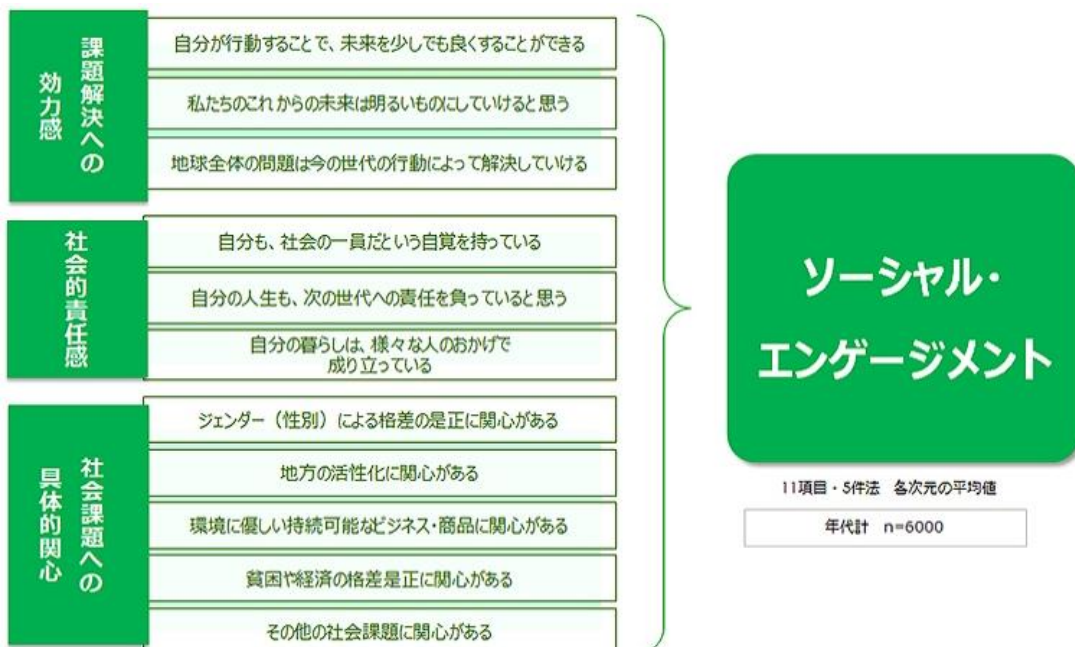 課題解決への
効力感
自分が行動することで、未来を少しでも良くすることができる
私たちのこれからの未来は明るいものにしていけると思う
地球全体の問題は今の世代の行動によって解決していける
社会的責任感
自分も、社会の一員だという自覚を持っている
自分の人生も、次の世代への責任を負っていると思う
自分の暮らしは、様々な人のおかげで
成り立っている
社会課題への
具体的関心
ジェンダー（性別）による格差の是正に関心がある
地方の活性化に関心がある
環境に優しい持続可能なビジネス・商品に関心がある
貧困や経済の格差是正に関心がある
その他の社会課題に関心がある
ソーシャル・
エンゲージメント
11項目・5件法　各次元の平均値
年代計　n=6000